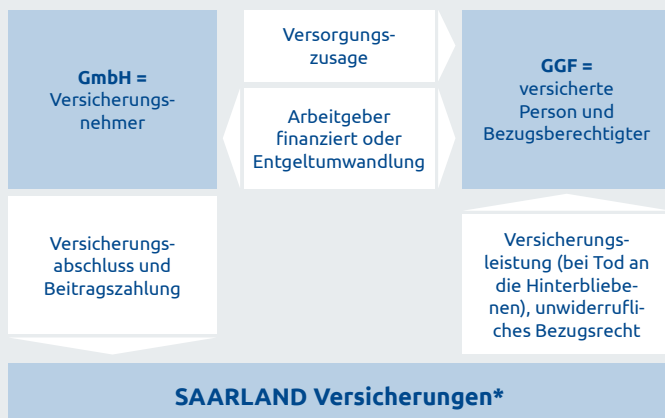 GmbH =
Versicherungs-
nehmer
Versorgungs-
zusage
Arbeitgeber
finanziert oder
Entgeltumwandlung
GGF =
versicherte
Person und
Bezugsberechtigter
Versicherungs-
abschluss und
Beitragszahlung
Versicherungs-
leistung (bei Tod an
die Hinterbliebe-
nen), unwiderrufli-
ches Bezugsrecht
SAARLAND Versicherungen*